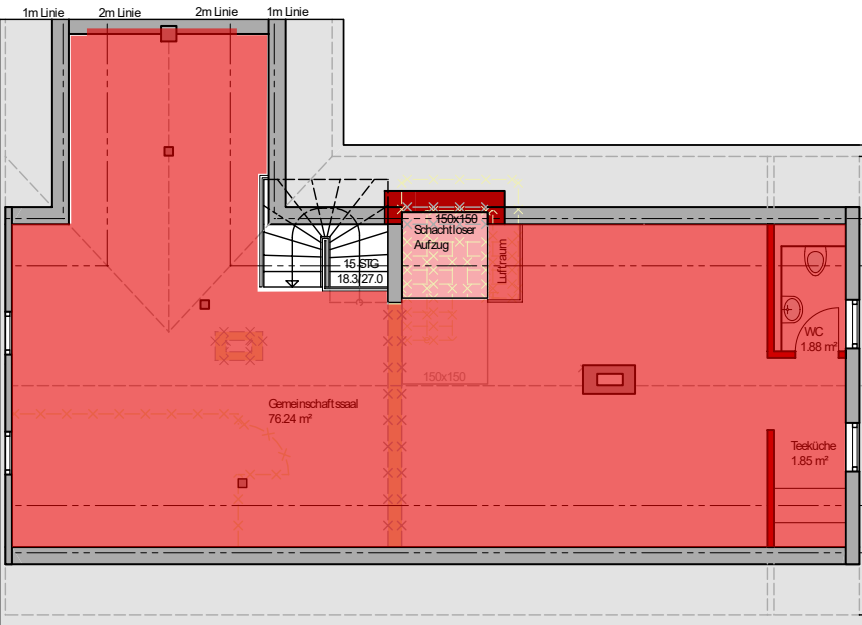 1m Linie 2m Linie 2m Linie 1m Linie
150x150
Schachtloser
Aufzug
Luftraum
15 STG
18.3/27.0
WC
1.88 m²
150x150
Gemeinschaftssaal
76.24 m²
Teeküche
1.85 m²